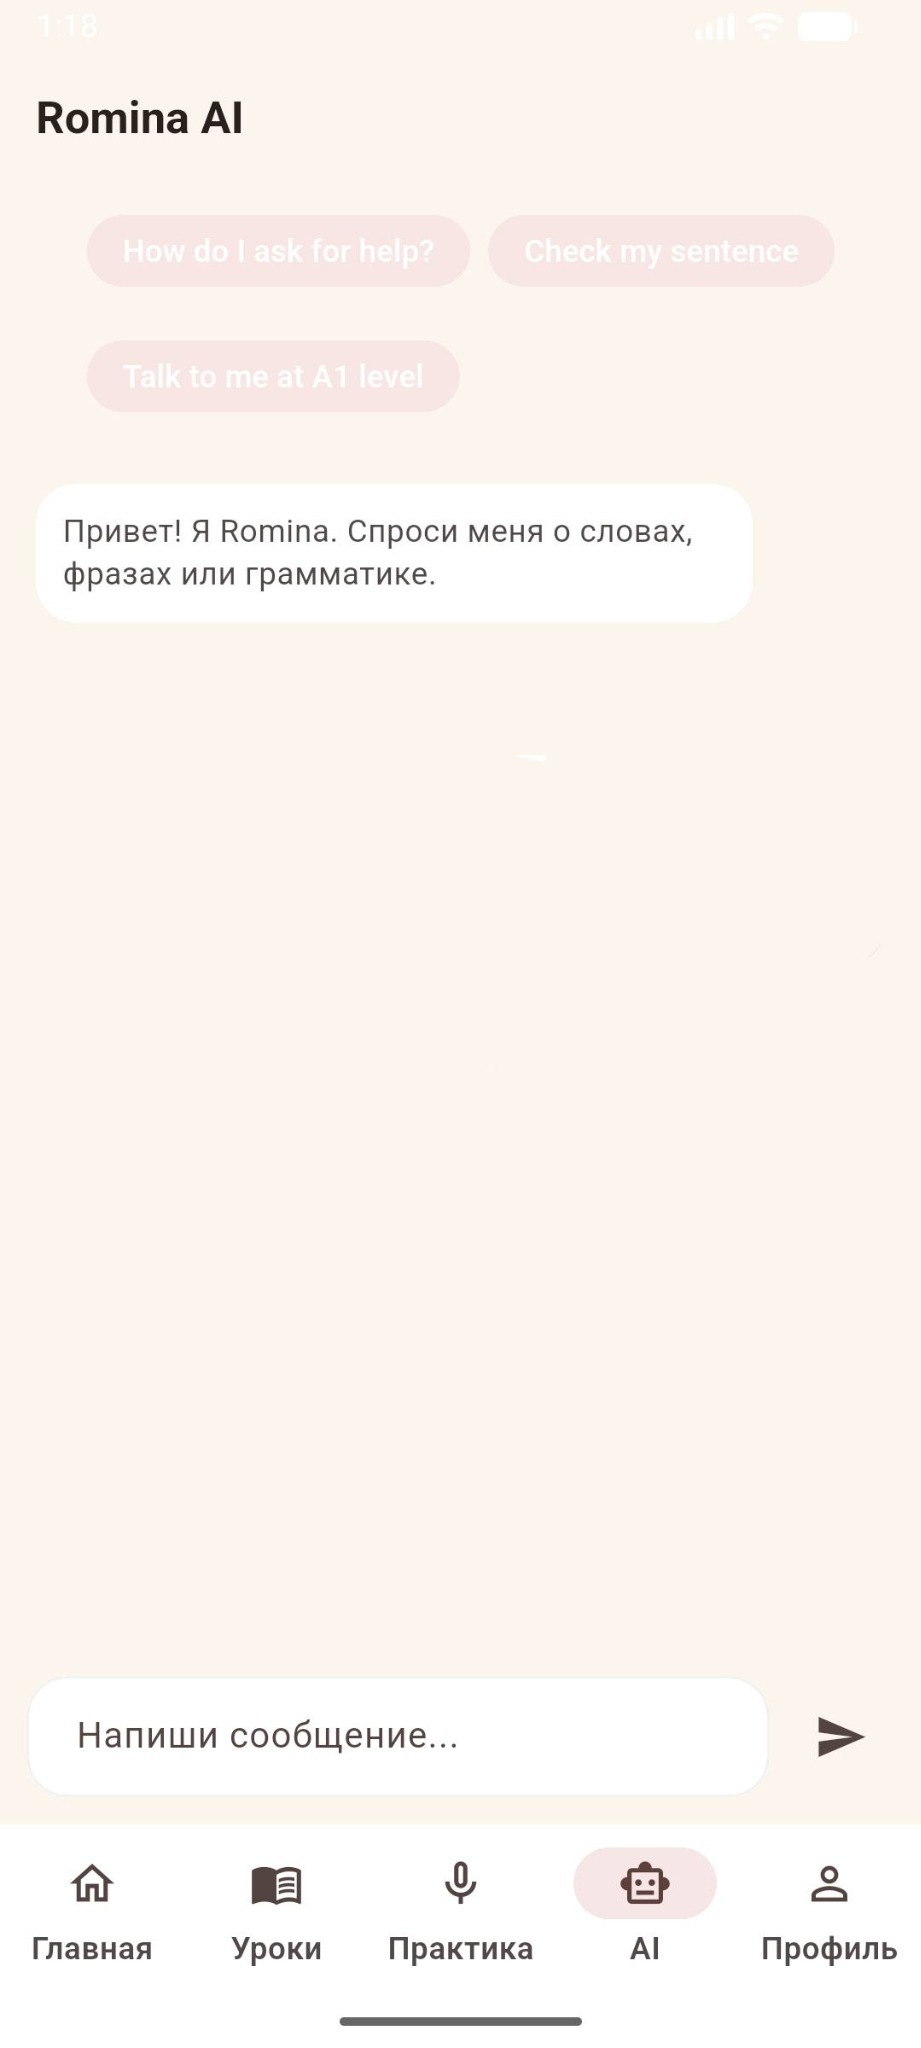 1:18
Romina AI
How do I ask for help?
Check my sentence
Talk to me at A1 level
Привет! Я Romina. Спроси меня о словах,
фразах или грамматике.
Напиши сообщение...
Главная
Уроки
Практика
AI
Профиль